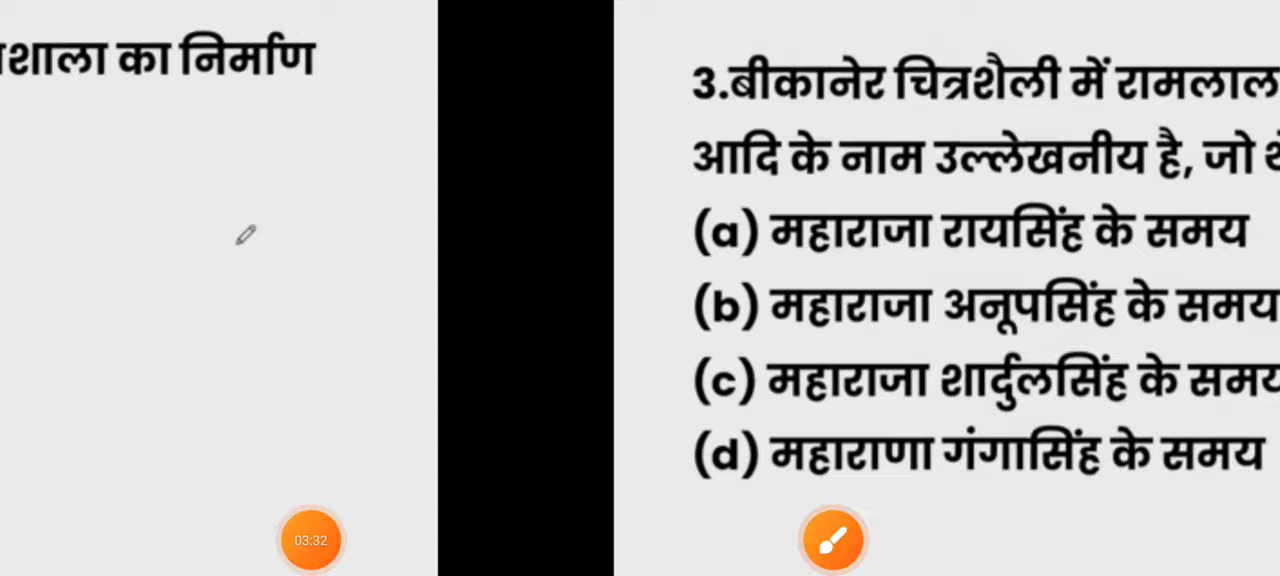 का निर्माण
3.बीकानेर चित्रशैली में रामलाल
आदि के नाम उल्लेखनीय है, जो
(a) महाराजा रायसिंह के समय
(b) महाराजा अनूपसिंह के समय
(c) महाराजा शार्दुलसिंह के समय
(d) महाराणा गंगासिंह के समय
03:32